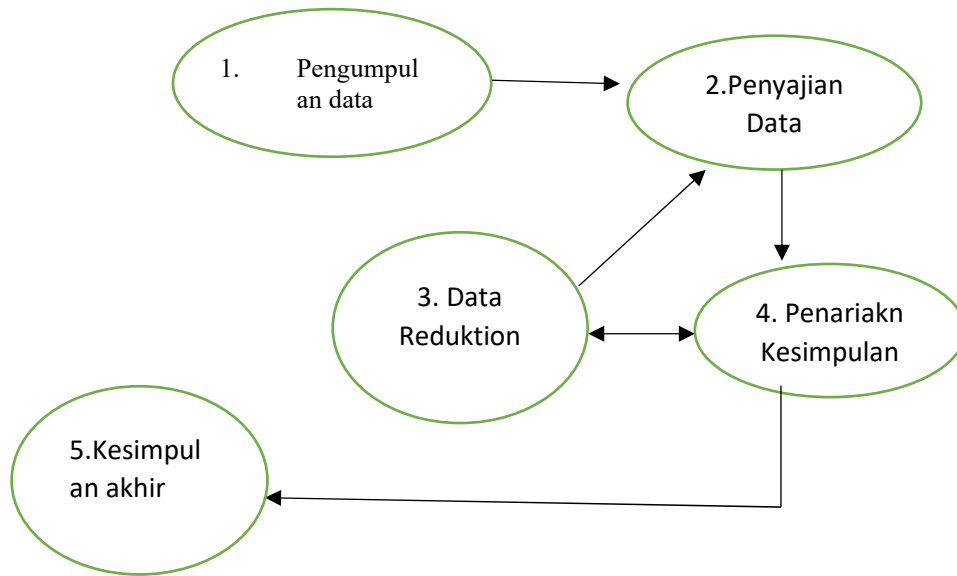 1. Pengumpul
an data
2.Penyajian
Data
3. Data
Reduktion
4. Penariakn
Kesimpulan
5.Kesimpul
an akhir